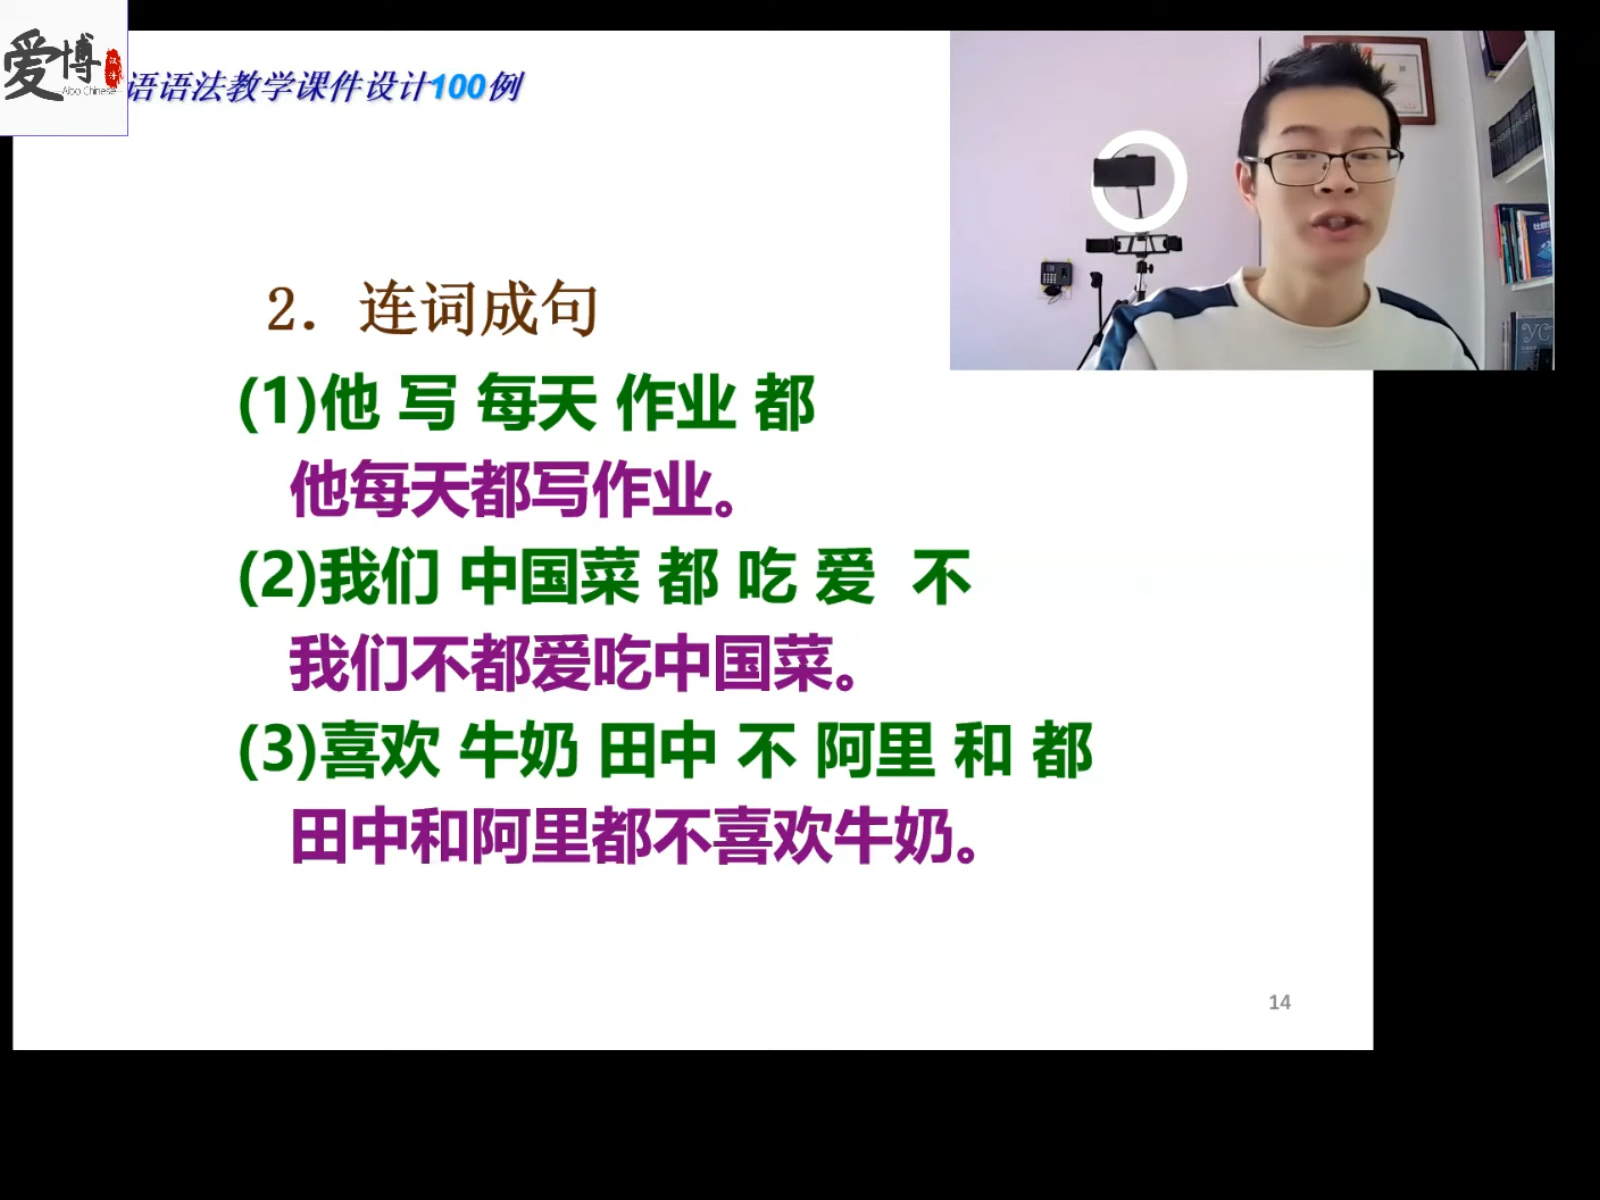 爱博
汉语
Abo Chinese
语语法教学课件设计100例
2．连词成句
(1)他 写 每天 作业 都
他每天都写作业。
(2)我们 中国菜 都 吃 爱 不
我们不都爱吃中国菜。
(3)喜欢 牛奶 田中 不 阿里 和 都
田中和阿里都不喜欢牛奶。
14